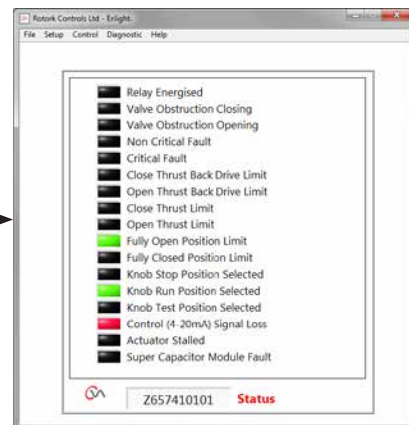 Rotork Controls Ltd - Enlight.
File Setup Control Diagnostic Help
Relay Energised
Valve Obstruction Closing
Valve Obstruction Opening
Non Critical Fault
Critical Fault
Close Thrust Back Drive Limit
Open Thrust Back Drive Limit
Close Thrust Limit
Open Thrust Limit
Fully Open Position Limit
Fully Closed Position Limit
Knob Stop Position Selected
Knob Run Position Selected
Knob Test Position Selected
Control (4-20mA) Signal Loss
Actuator Stalled
Super Capacitor Module Fault
Z657410101 Status